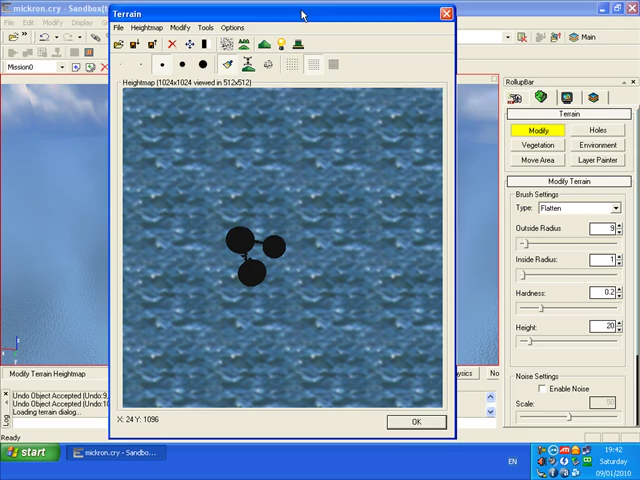 mickron.cry - Sandbox(t
Terrain
File Heightmap Modify Tools Options
Edit Modify Display
File Heightmap
Main
Mission0
Heightmap (1024x1024 viewed in 512x512)
RollupBar
Terrain
Modify Holes
Vegetation Environment
Move Area Layer Painter
Modify Terrain
Brush Settings
Type: Flatten
Outside Radius 9
Inside Radius: 1
Hardness: 0.2
Height: 20
Noise Settings
Enable Noise
Scale: 50
Modify Terrain Heightmap
Undo Object Accepted (Undo:9,
Undo Object Accepted (Undo:10
Loading terrain dialog...
Log
X: 24 Y: 1096
OK
Ready
start
mickron.cry - Sandbo...
EN
19:42
Saturday
09/01/2010